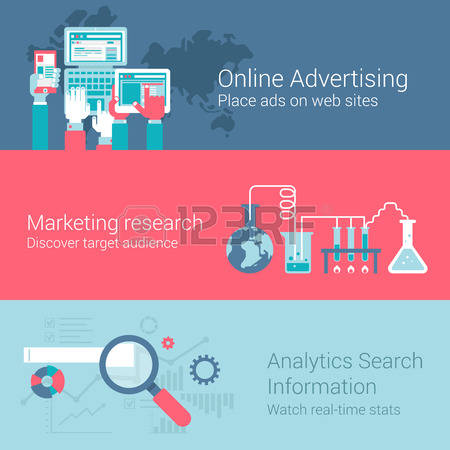 Online Advertising
Place ads on web sites
Marketing research
Discover target audience
123RF
Analytics Search
Information
Watch real-time stats